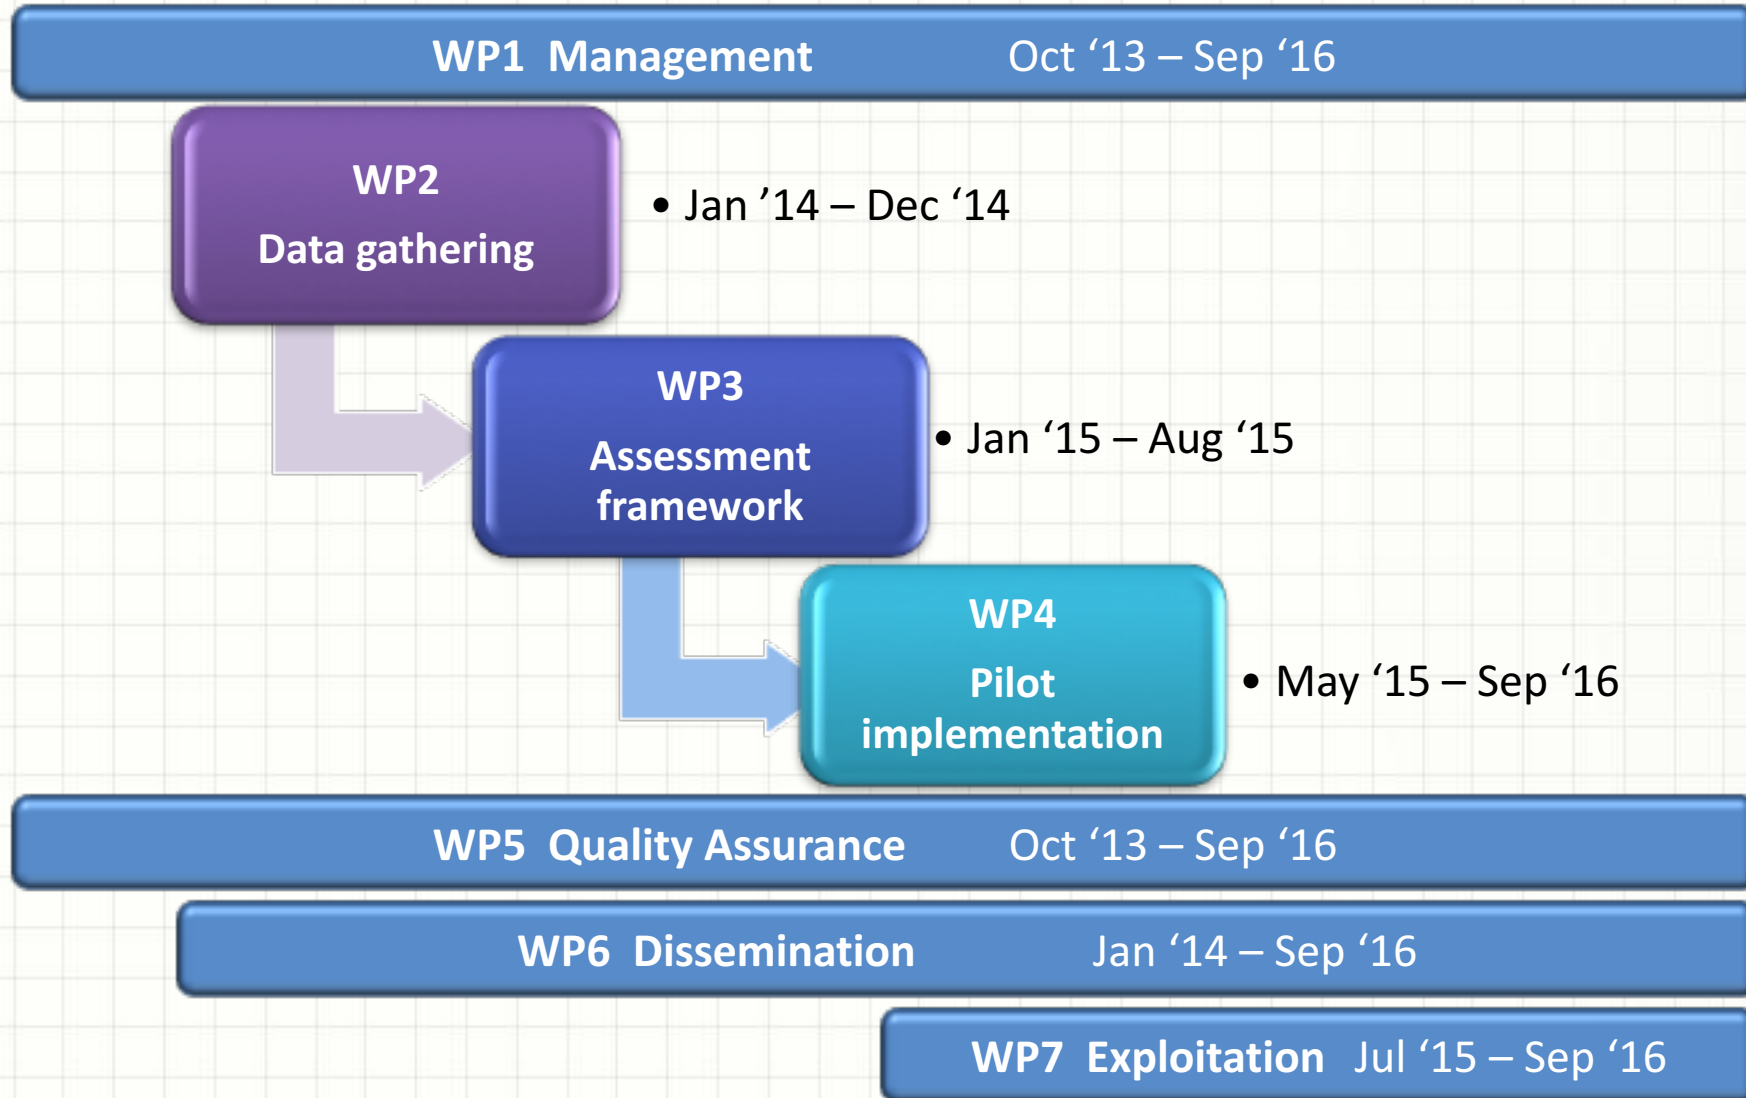 WP1 Management Oct ‘13 – Sep ‘16
WP2
Data gathering
• Jan ’14 – Dec ‘14
WP3
Assessment
framework
• Jan ‘15 – Aug ‘15
WP4
Pilot
implementation
• May ‘15 – Sep ‘16
WP5 Quality Assurance Oct ‘13 – Sep ‘16
WP6 Dissemination Jan ‘14 – Sep ‘16
WP7 Exploitation Jul ‘15 – Sep ‘16